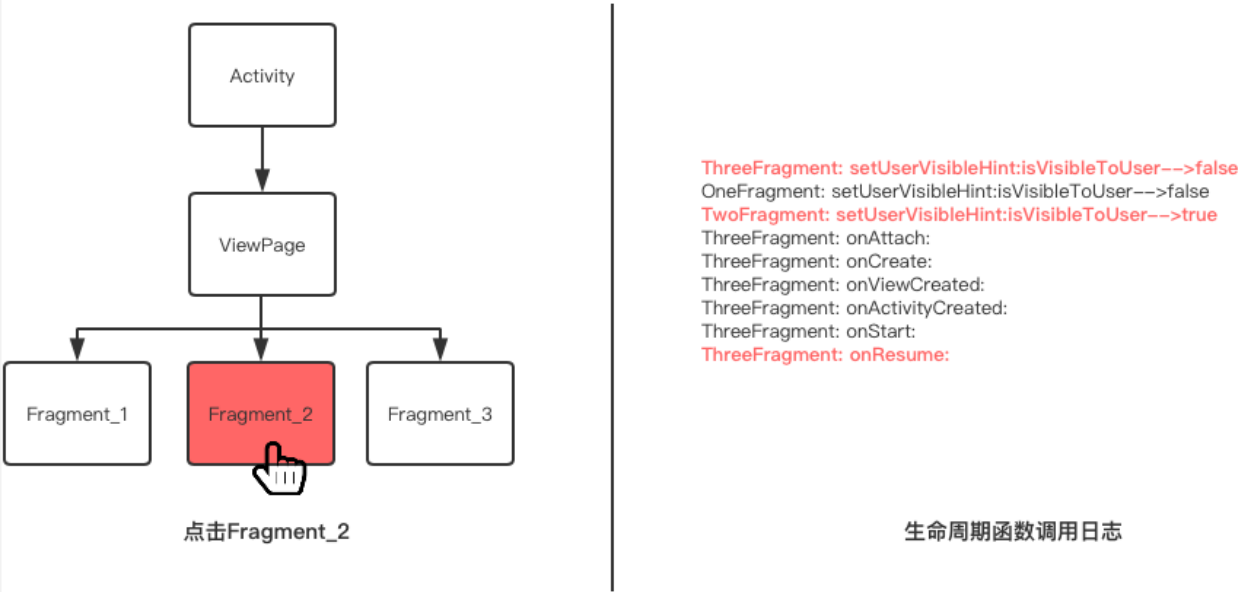 Activity
ViewPage
Fragment_1
Fragment_2
Fragment_3
点击Fragment_2
ThreeFragment: setUserVisibleHint:isVisibleToUser-->false
OneFragment: setUserVisibleHint:isVisibleToUser-->false
TwoFragment: setUserVisibleHint:isVisibleToUser-->true
ThreeFragment: onAttach:
ThreeFragment: onCreate:
ThreeFragment: onViewCreated:
ThreeFragment: onActivityCreated:
ThreeFragment: onStart:
ThreeFragment: onResume:
生命周期函数调用日志